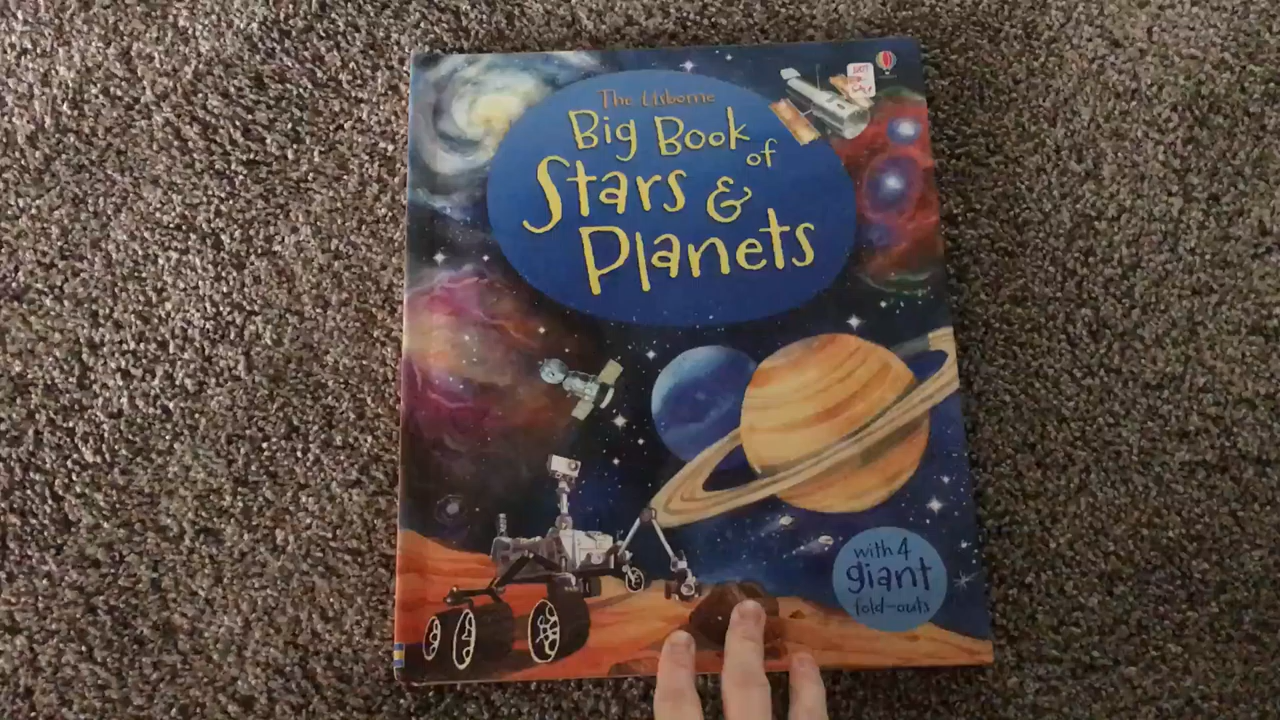 The Usborne
Big Book
of
Stars &
Planets
with 4
giant
fold-outs